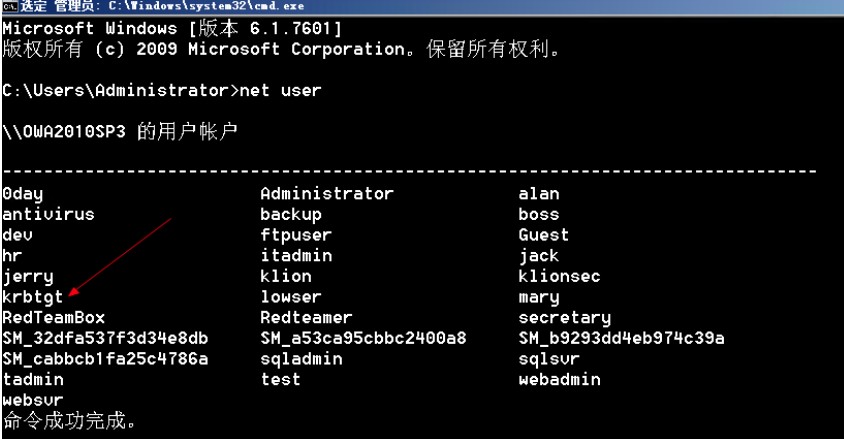 选定 管理员: C:\Windows\system32\cmd.exe
Microsoft Windows [版本 6.1.7601]
版权所有 (c) 2009 Microsoft Corporation。保留所有权利。
C:\Users\Administrator>net user
\\OWA2010SP3 的用户帐户
-------------------------------------------------------------------------------
0day Administrator alan
antivirus backup boss
dev ftpuser Guest
hr itadmin jack
jerry klion klionsec
krbtgt lowser mary
RedTeamBox Redteamer secretary
SM_32dfa537f3d34e8db SM_a53ca95cbbc2400a8 SM_b9293dd4eb974c39a
SM_cabbcb1fa25c4786a sqladmin sqlsvr
tadmin test webadmin
websvr
命令成功完成。